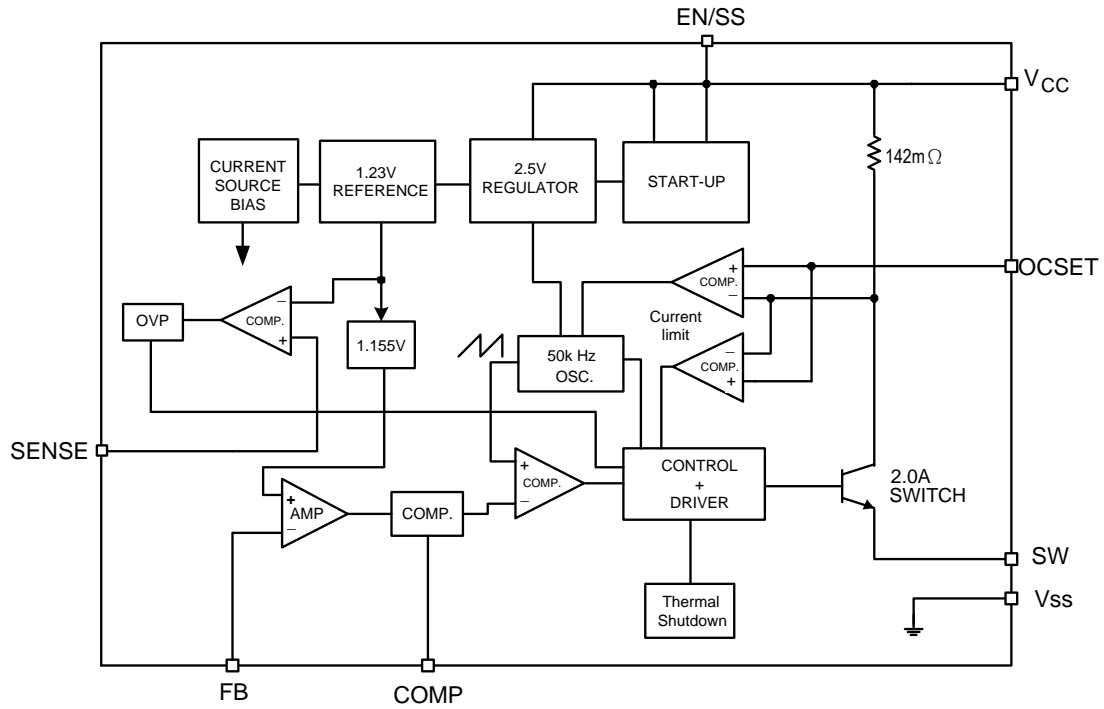 EN/SS
VCC
142m Ω
CURRENT
SOURCE
BIAS
1.23V
REFERENCE
2.5V
REGULATOR
START-UP
OCSET
+
COMP.
−
OVP
−
COMP.
+
1.155V
50k Hz
OSC.
Current
limit
−
COMP.
+
SENSE
+
AMP
−
COMP.
+
COMP.
−
CONTROL
+
DRIVER
2.0A
SWITCH
SW
Thermal
Shutdown
Vss
FB
COMP